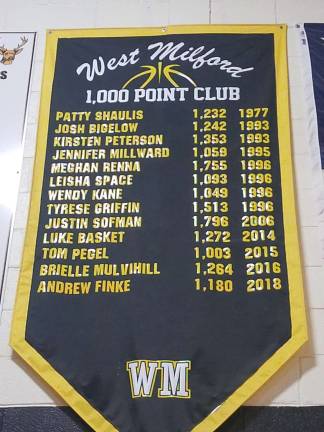 West Milford
1,000 POINT CLUB
PATTY SHAULIS 1,232 1977
JOSH BIGELOW 1,242 1993
KIRSTEN PETERSON 1,353 1993
JENNIFER MILLWARD 1,059 1995
MEGHAN RENNA 1,755 1996
LEISHA SPACE 1,093 1996
WENDY KANE 1,049 1996
TYRESE GRIFFIN 1,513 1996
JUSTIN SOFMAN 1,796 2006
LUKE BASKET 1,272 2014
TOM PEGEL 1,003 2015
BRIELLE MULVIHILL 1,264 2016
ANDREW FINKE 1,180 2018
WM